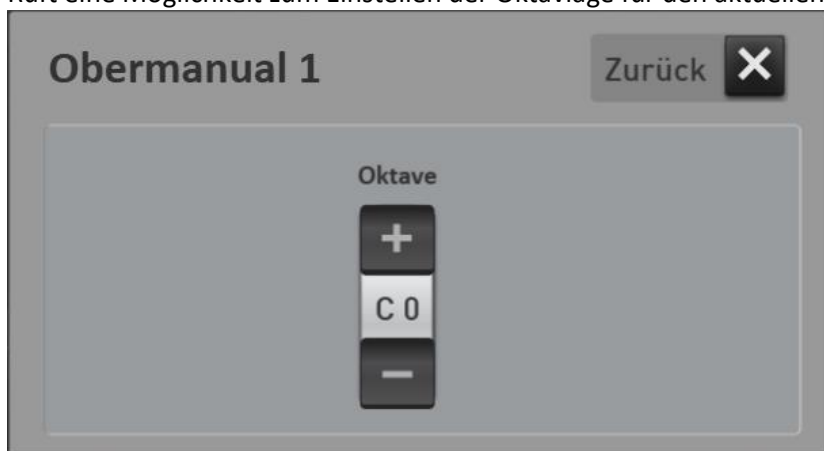 Ruft eine Möglichkeit zum Einstellen der Oktavlage für den aktuellen
Obermanual 1
Zurück
Oktave
+
C 0
−